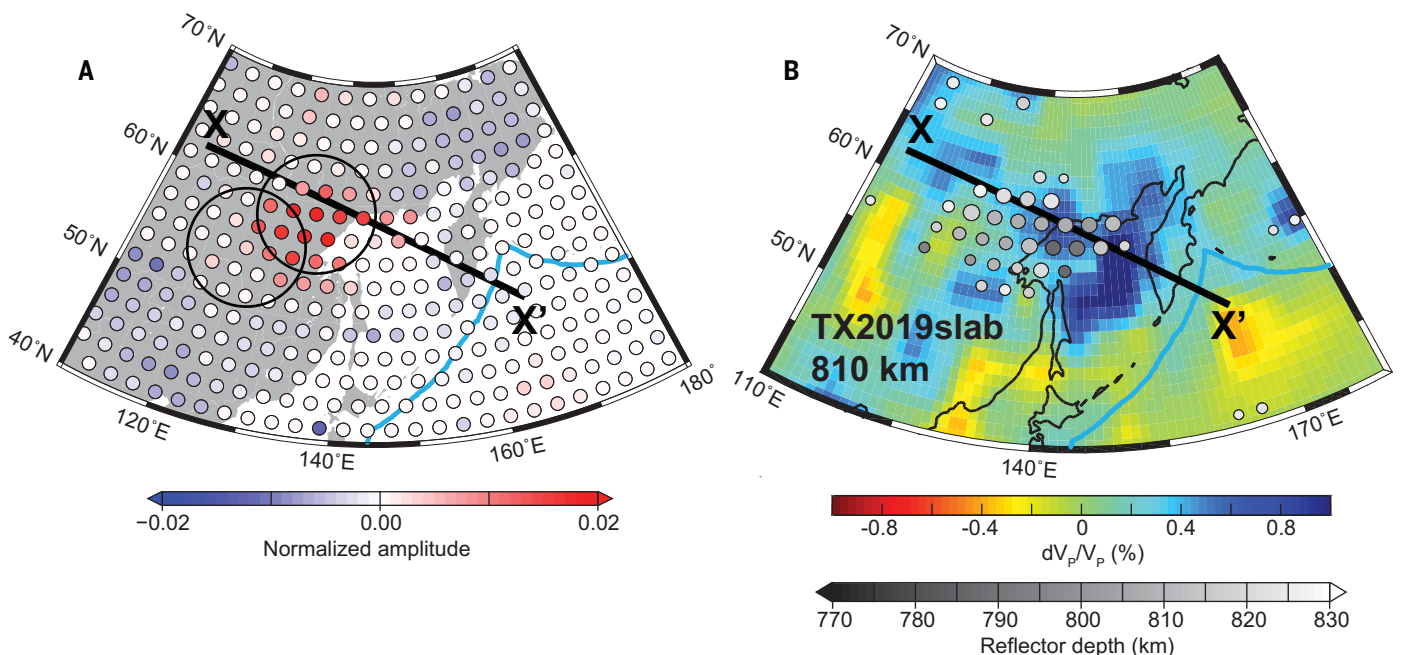 A
70˚N
60˚N
50˚N
40˚N
X
X'
120˚E
140˚E
160˚E
180˚
−0.02
0.00
0.02
Normalized amplitude
B
70˚N
60˚N
50˚N
X
X'
TX2019slab
810 km
110˚E
140˚E
170˚E
-0.8
-0.4
0
0.4
0.8
dVP/VP (%)
770
780
790
800
810
820
830
Reflector depth (km)